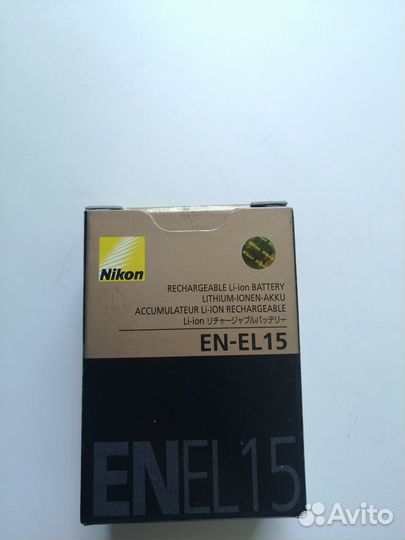 Nikon
RECHARGEABLE Li-ion BATTERY
LITHIUM-IONEN-AKKU
ACCUMULATEUR Li-ION RECHARGEABLE
Li-ion リチャージャブルバッテリー
EN-EL15
ENEL15
Avito